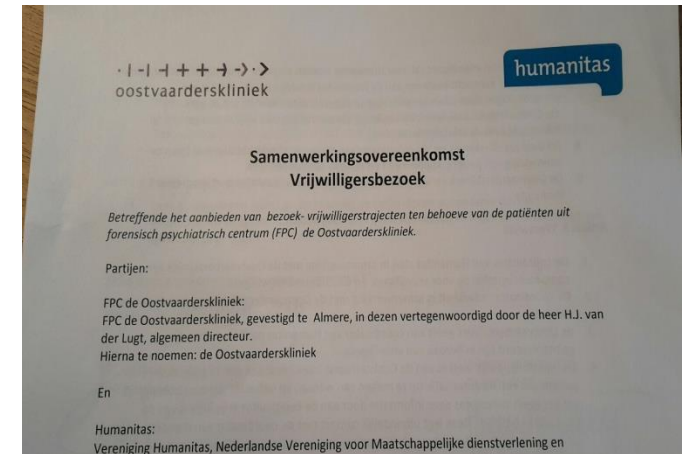 oostvaarderskliniek
humanitas
Samenwerkingsovereenkomst
Vrijwilligersbezoek
Betreffende het aanbieden van bezoek- vrijwilligerstrajecten ten behoeve van de patiënten uit
forensisch psychiatrisch centrum (FPC) de Oostvaarderskliniek.
Partijen:
FPC de Oostvaarderskliniek:
FPC de Oostvaarderskliniek, gevestigd te Almere, in dezen vertegenwoordigd door de heer H.J. van
der Lugt, algemeen directeur.
Hierna te noemen: de Oostvaarderskliniek
En
Humanitas:
Vereniging Humanitas, Nederlandse Vereniging voor Maatschappelijke dienstverlening en